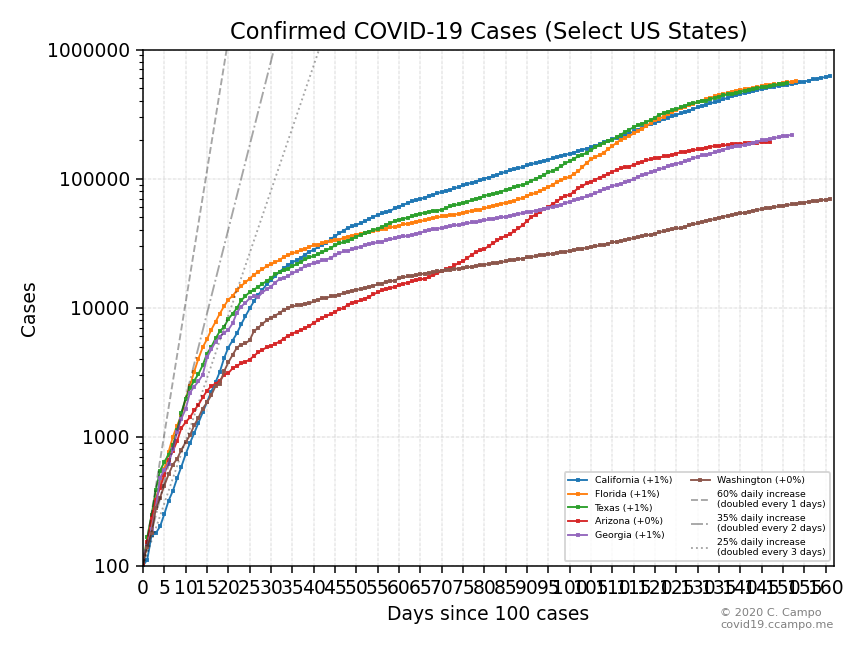 Confirmed COVID-19 Cases (Select US States)
1000000
100000
10000
1000
100
Cases
California (+1%)
Florida (+1%)
Texas (+1%)
Arizona (+0%)
Georgia (+1%)
Washington (+0%)
60% daily increase
(doubled every 1 days)
35% daily increase
(doubled every 2 days)
25% daily increase
(doubled every 3 days)
0 5 10 15 20 25 30 35 40 45 50 55 60 65 70 75 80 85 90 95 100 105 110 115 120 125 130 135 140 145 150 155 160
Days since 100 cases
© 2020 C. Campo
covid19.ccampo.me